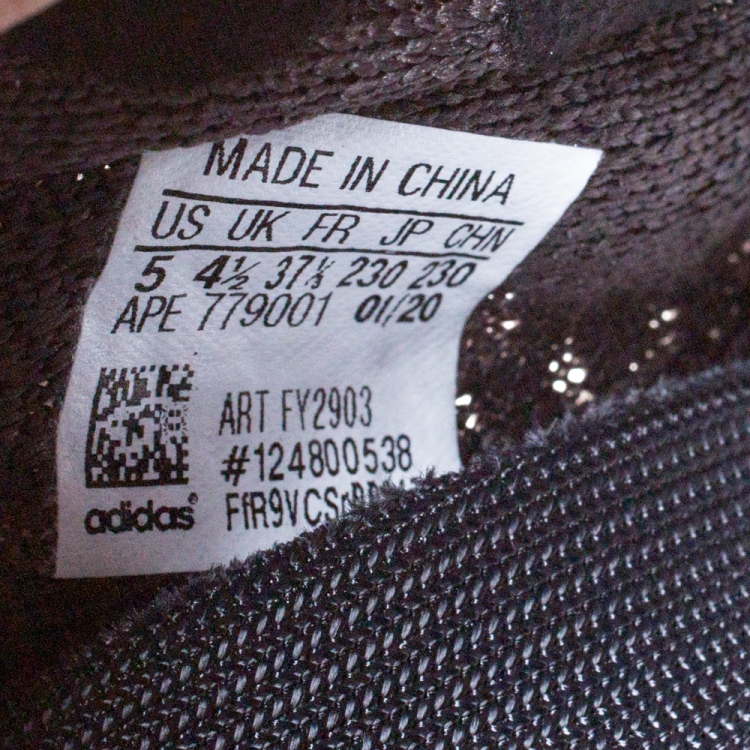 MADE IN CHINA
US UK FR JP CHN
5 4½ 37⅓ 230 230
APE 779001 01/20
ART FY2903
#124800538
adidas®